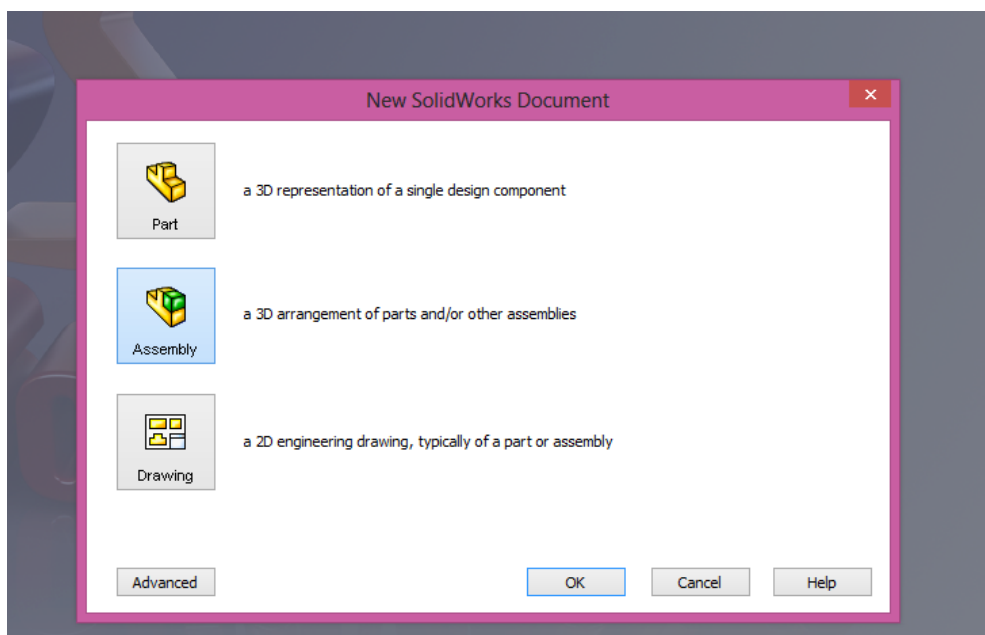 New SolidWorks Document
Part
a 3D representation of a single design component
Assembly
a 3D arrangement of parts and/or other assemblies
Drawing
a 2D engineering drawing, typically of a part or assembly
Advanced
OK
Cancel
Help